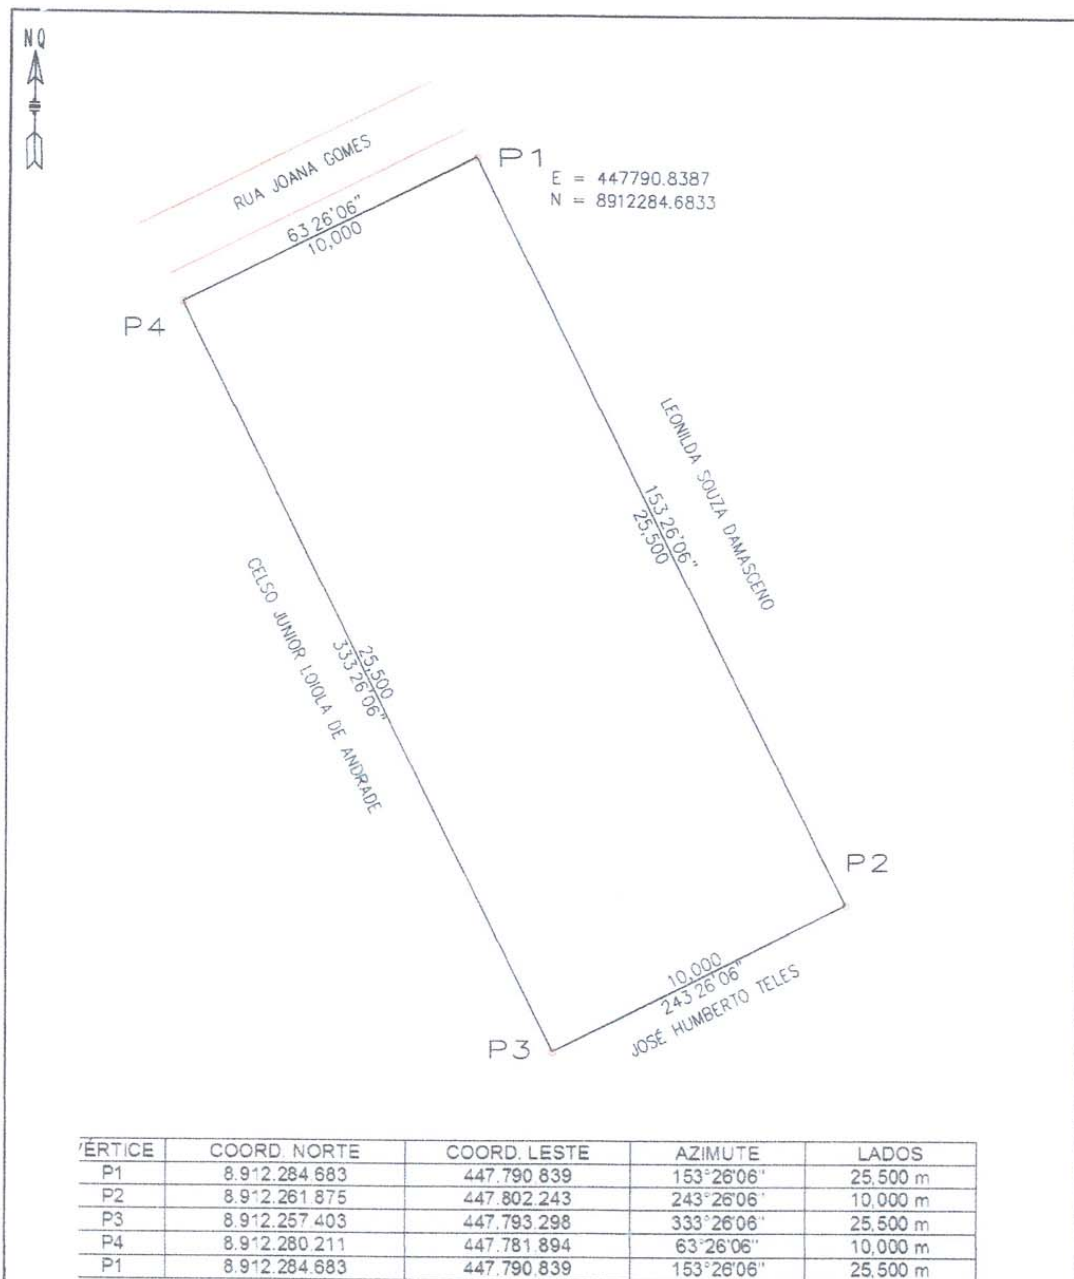 NQ
RUA JOANA GOMES
P1
E = 447790.8387
N = 8912284.6833
63 26'06"
10,000
P4
LEONILDA SOUZA DAMASCENO
153 26'06"
25,500
CELSO JUNIOR LOIOLA DE ANDRADE
25,500
333 26'06"
P2
10,000
243 26'06"
JOSÉ HUMBERTO TELES
P3
VÉRTICE COORD. NORTE COORD. LESTE AZIMUTE LADOS
P1 8.912.284.683 447.790.839 153°26'06" 25,500 m
P2 8.912.261.875 447.802.243 243°26'06" 10,000 m
P3 8.912.257.403 447.793.298 333°26'06" 25,500 m
P4 8.912.280.211 447.781.894 63°26'06" 10,000 m
P1 8.912.284.683 447.790.839 153°26'06" 25,500 m